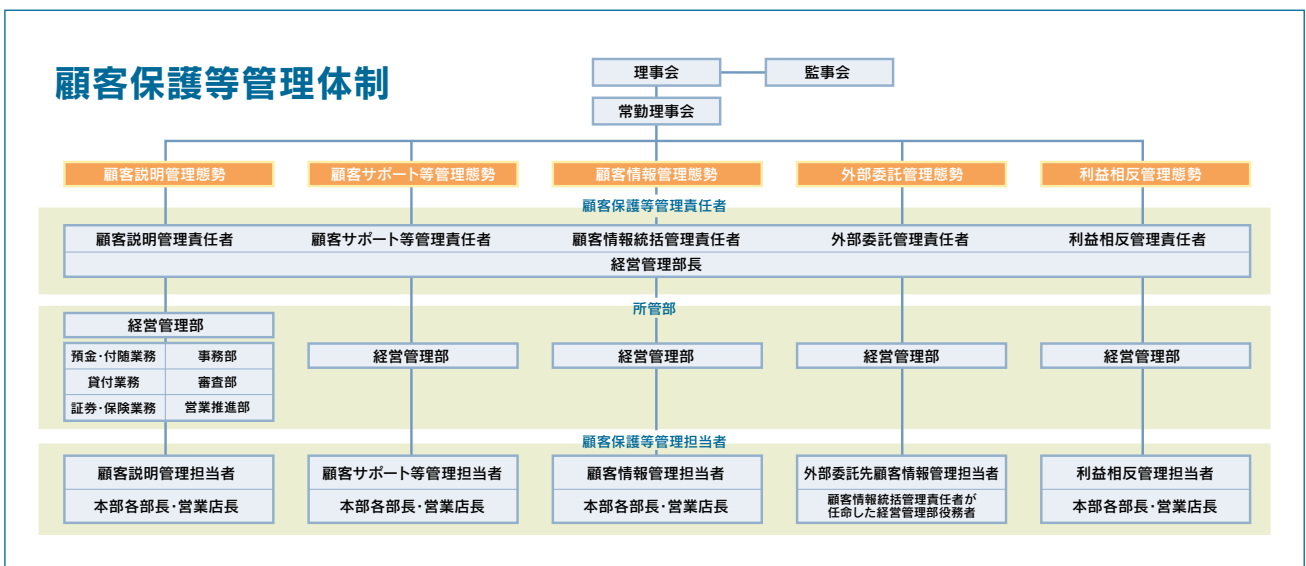 顧客保護等管理体制
理事会
監事会
常勤理事会
顧客説明管理態勢
顧客サポート等管理態勢
顧客情報管理態勢
外部委託管理態勢
利益相反管理態勢
顧客保護等管理責任者
顧客説明管理責任者
顧客サポート等管理責任者
顧客情報統括管理責任者
外部委託管理責任者
利益相反管理責任者
経営管理部長
所管部
経営管理部
預金・付随業務
事務部
貸付業務
審査部
証券・保険業務
営業推進部
経営管理部
経営管理部
経営管理部
経営管理部
顧客保護等管理担当者
顧客説明管理担当者
本部各部長・営業店長
顧客サポート等管理担当者
本部各部長・営業店長
顧客情報管理担当者
本部各部長・営業店長
外部委託先顧客情報管理担当者
顧客情報統括管理責任者が
任命した経営管理部役務者
利益相反管理担当者
本部各部長・営業店長